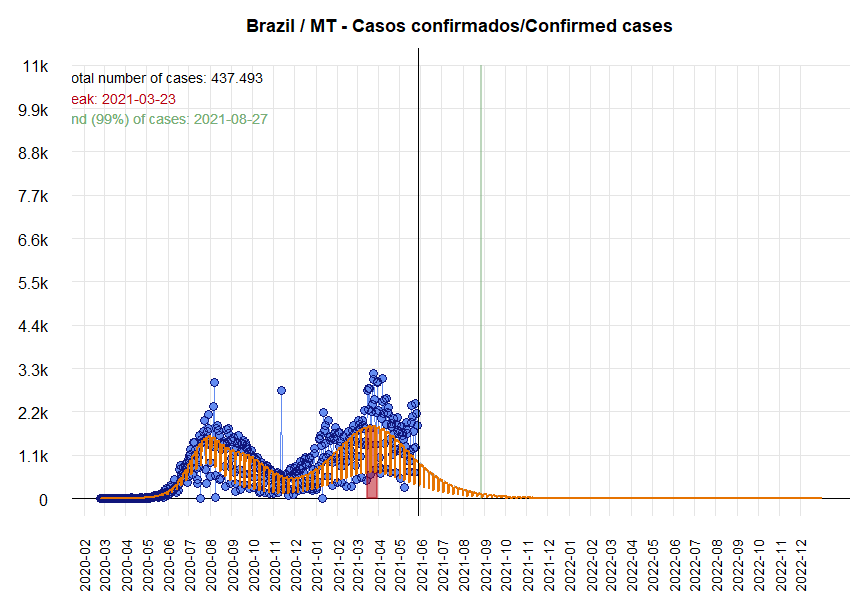 Brazil / MT - Casos confirmados/Confirmed cases
11k
otal number of cases: 437.493
eak: 2021-03-23
9.9k
nd (99%) of cases: 2021-08-27
8.8k
7.7k
6.6k
5.5k
4.4k
3.3k
2.2k
1.1k
0
2020-02
2020-03
2020-04
2020-05
2020-06
2020-07
2020-08
2020-09
2020-10
2020-11
2020-12
2021-01
2021-02
2021-03
2021-04
2021-05
2021-06
2021-07
2021-08
2021-09
2021-10
2021-11
2021-12
2022-01
2022-02
2022-03
2022-04
2022-05
2022-06
2022-07
2022-08
2022-09
2022-10
2022-11
2022-12